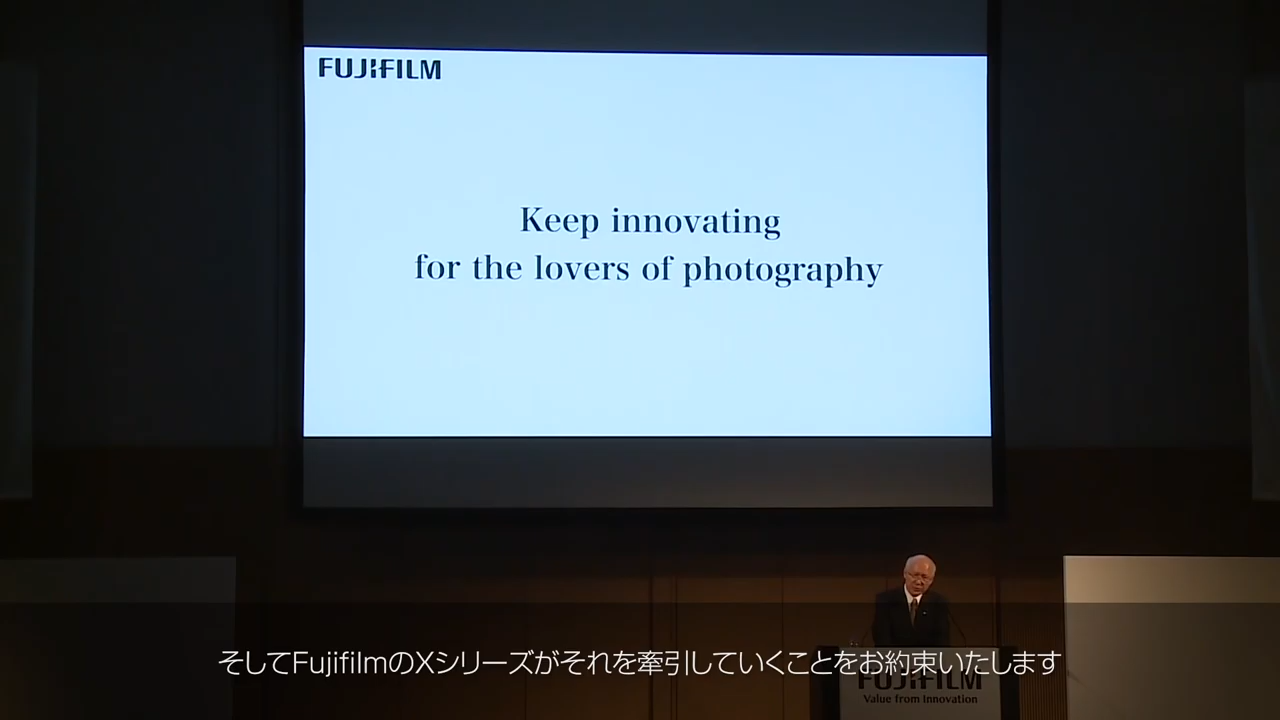 FUJIFILM
Keep innovating
for the lovers of photography
そしてFujifilmのXシリーズがそれを牽引していくことをお約束いたします
FUJIFILM
Value from Innovation